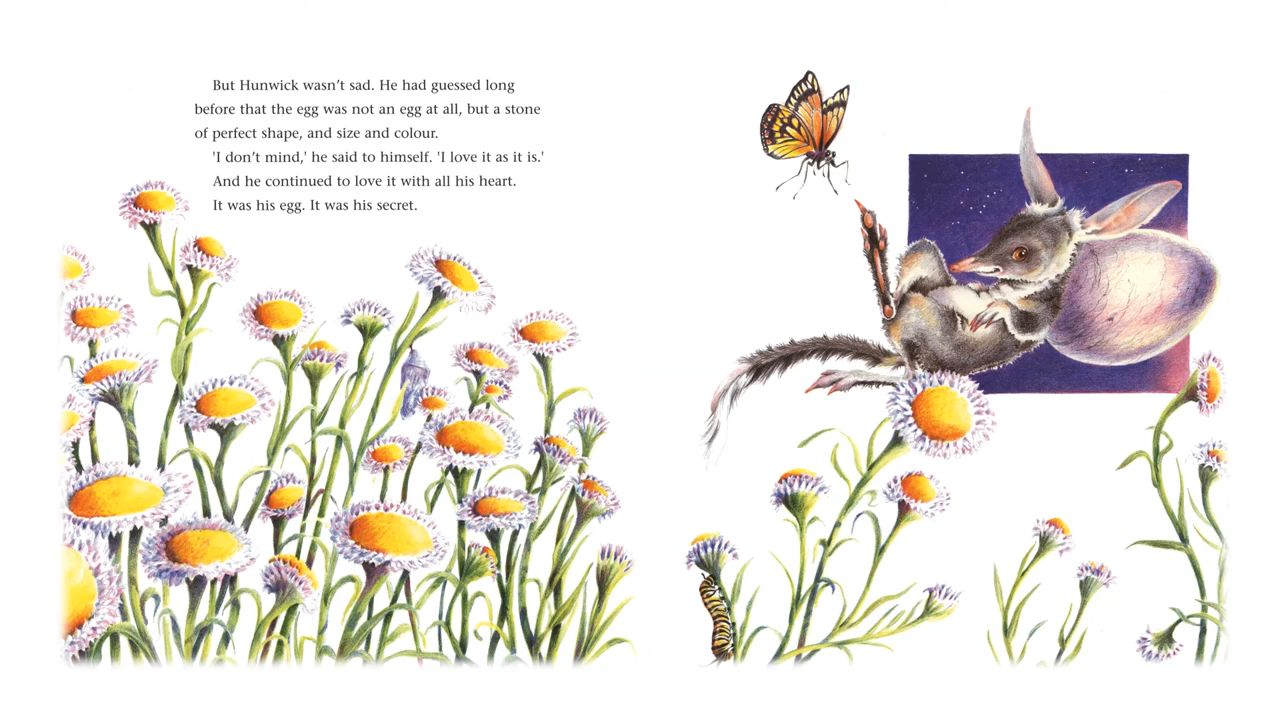 But Hunwick wasn't sad. He had guessed long
before that the egg was not an egg at all, but a stone
of perfect shape, and size and colour.
'I don't mind,' he said to himself. 'I love it as it is.'
And he continued to love it with all his heart.
It was his egg. It was his secret.